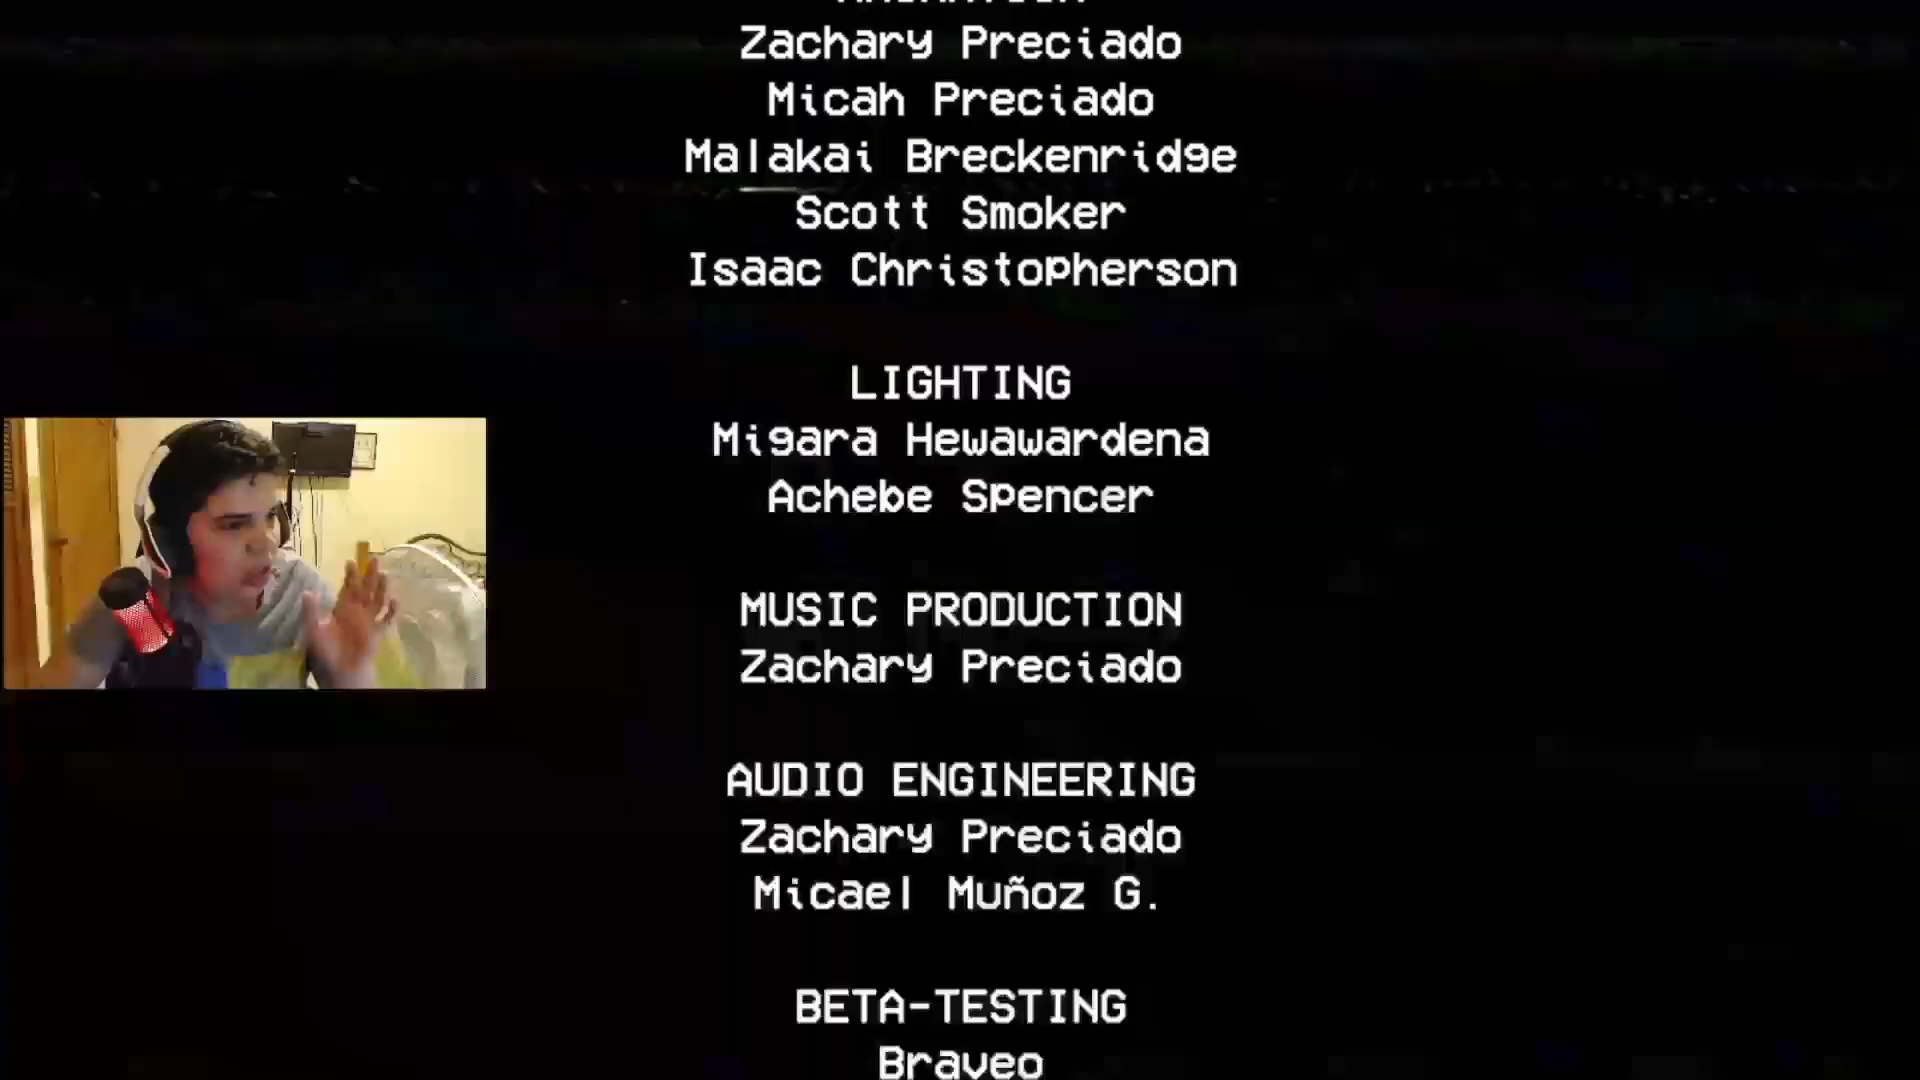 Zachary Preciado
Micah Preciado
Malakai Breckenridge
Scott Smoker
Isaac Christopherson
LIGHTING
Migara Hewawardena
Achebe Spencer
MUSIC PRODUCTION
Zachary Preciado
AUDIO ENGINEERING
Zachary Preciado
Micael Muñoz G.
BETA-TESTING
Braveo